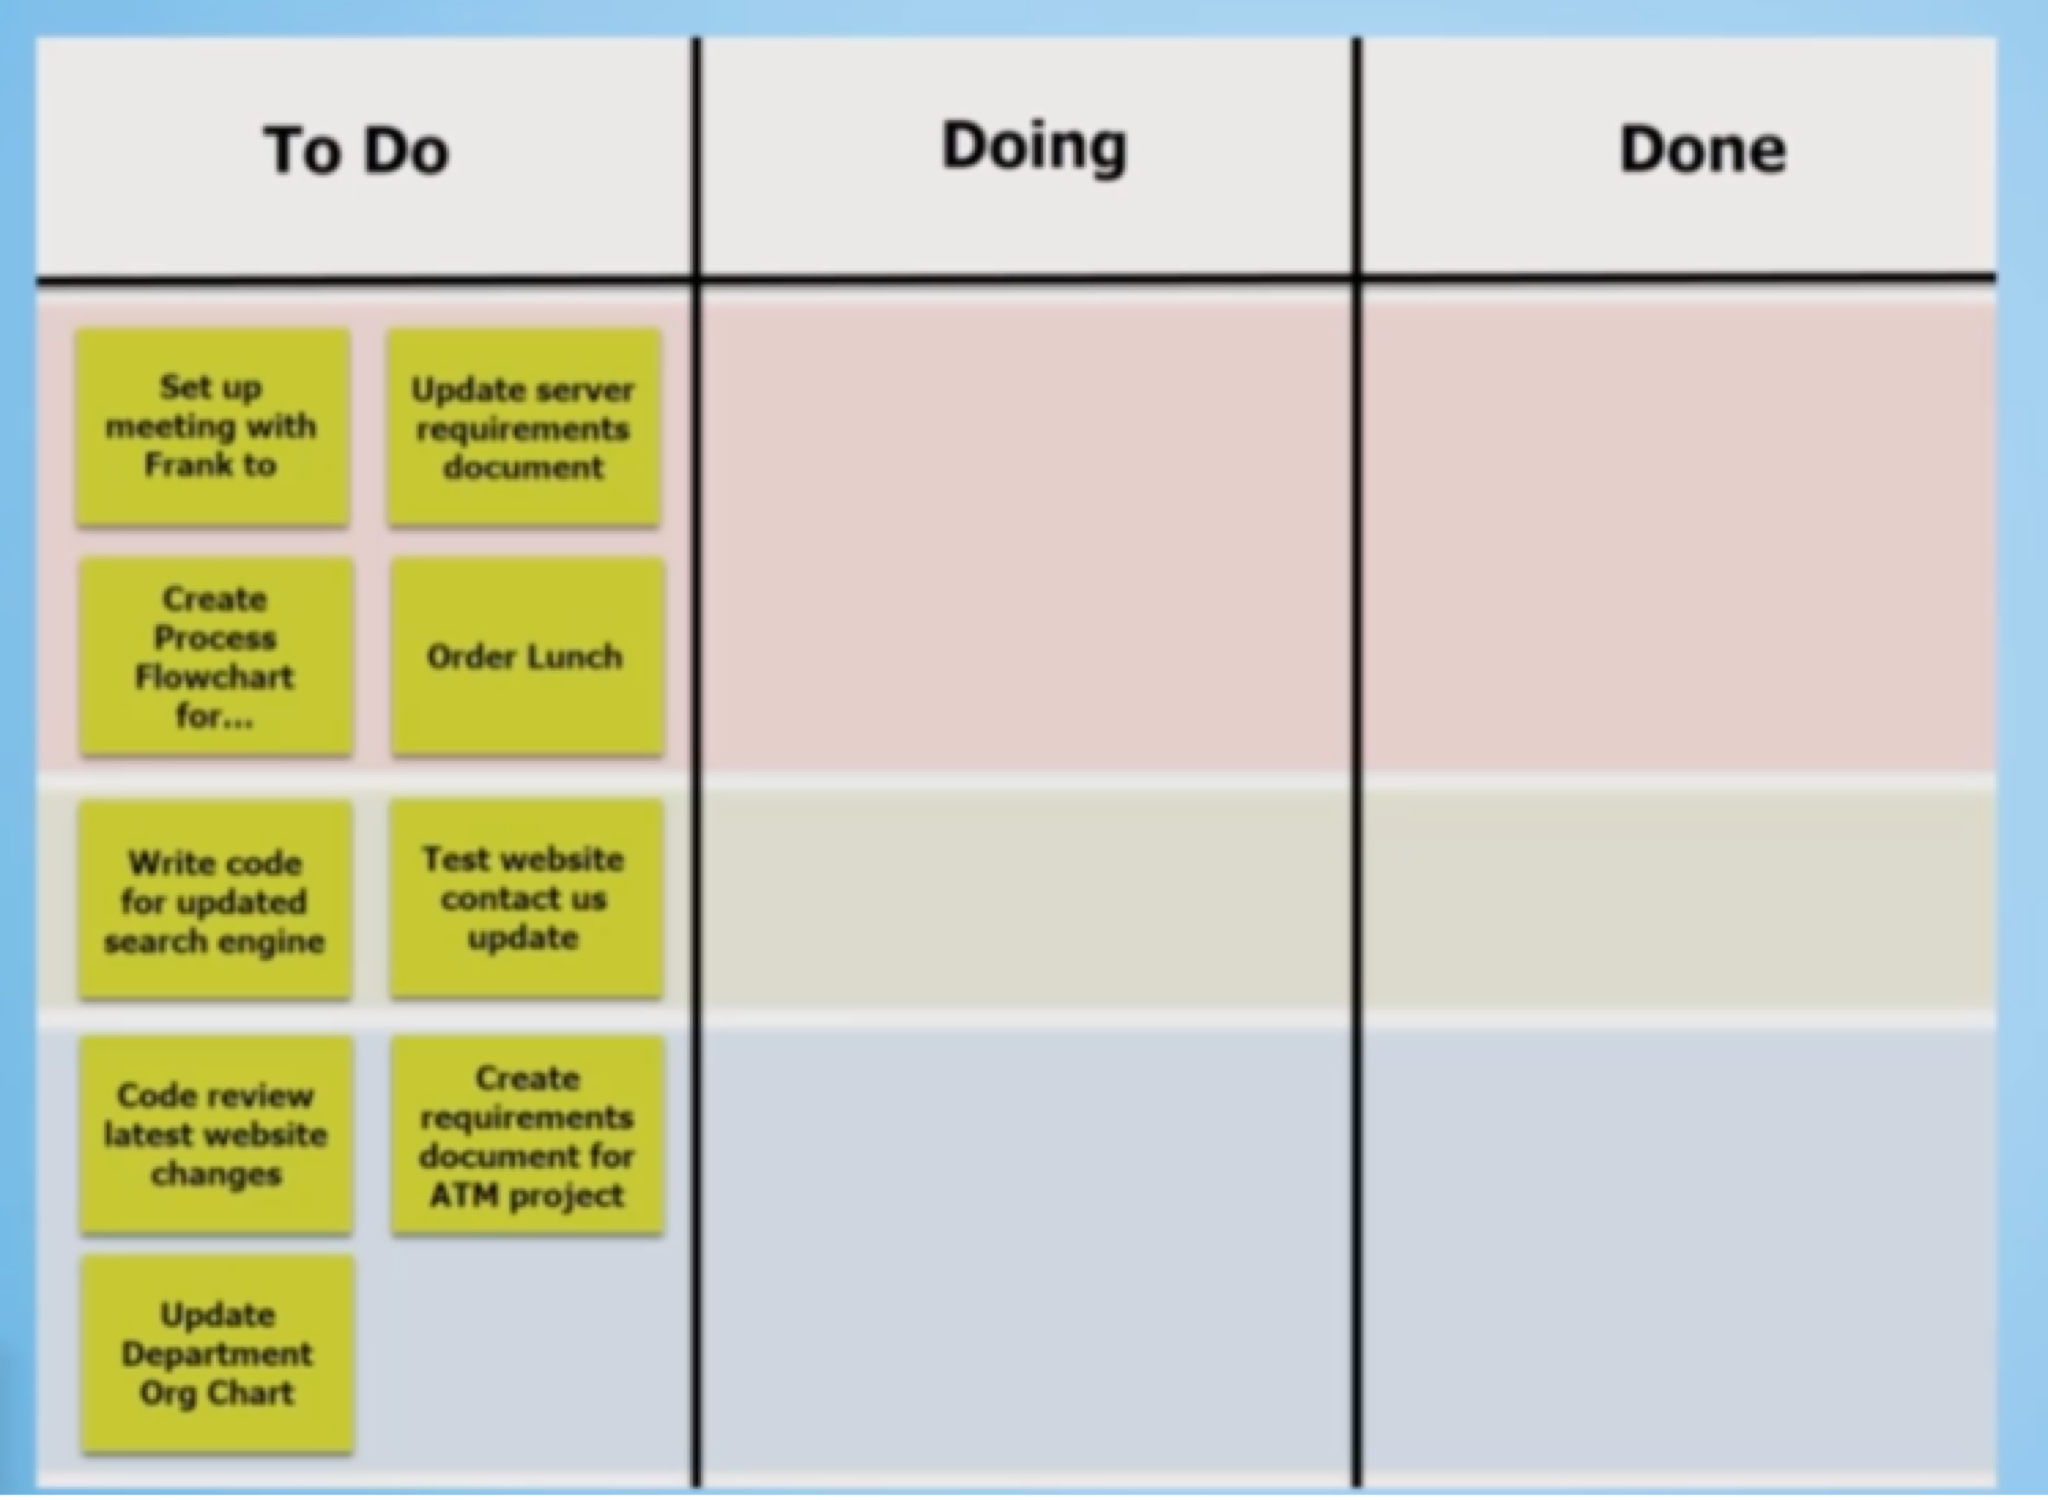 To Do
Doing
Done
Set up
meeting with
Frank to
Update server
requirements
document
Create
Process
Flowchart
for...
Order Lunch
Write code
for updated
search engine
Test website
contact us
update
Code review
latest website
changes
Create
requirements
document for
ATM project
Update
Department
Org Chart